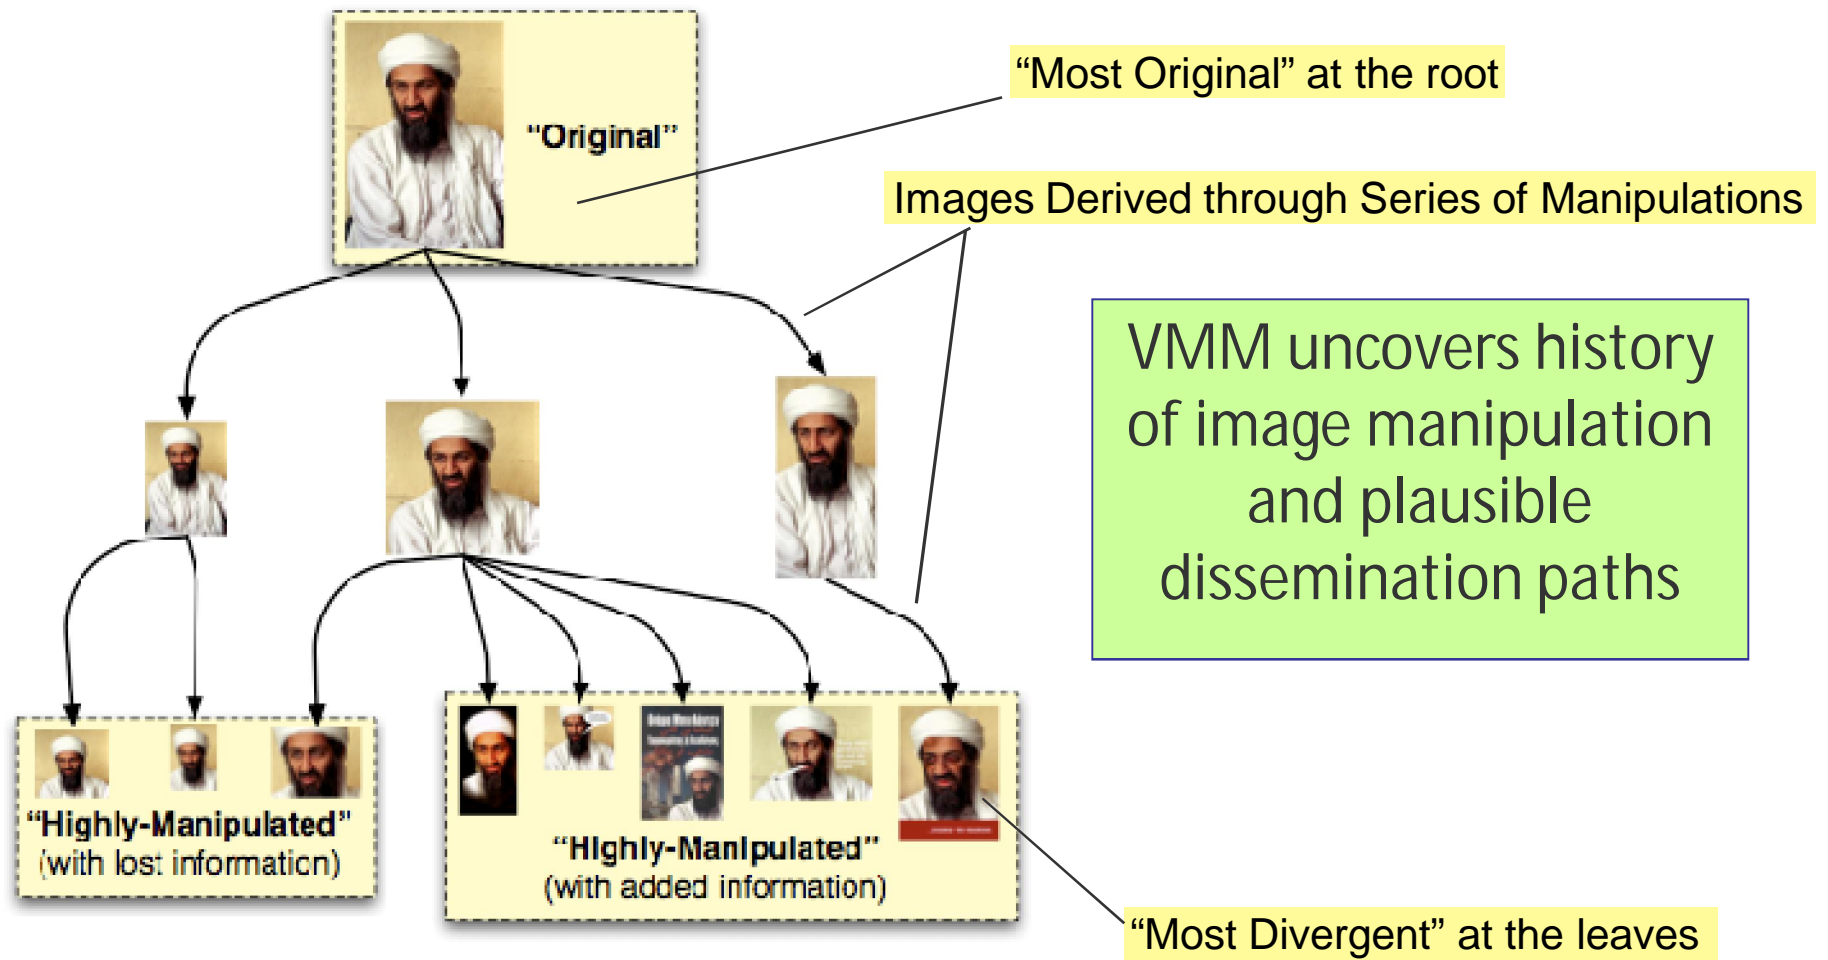 “Most Original” at the root
"Original"
Images Derived through Series of Manipulations
VMM uncovers history
of image manipulation
and plausible
dissemination paths
“Highly-Manipulated”
(with lost information)
“Highly-Manipulated”
(with added information)
“Most Divergent” at the leaves